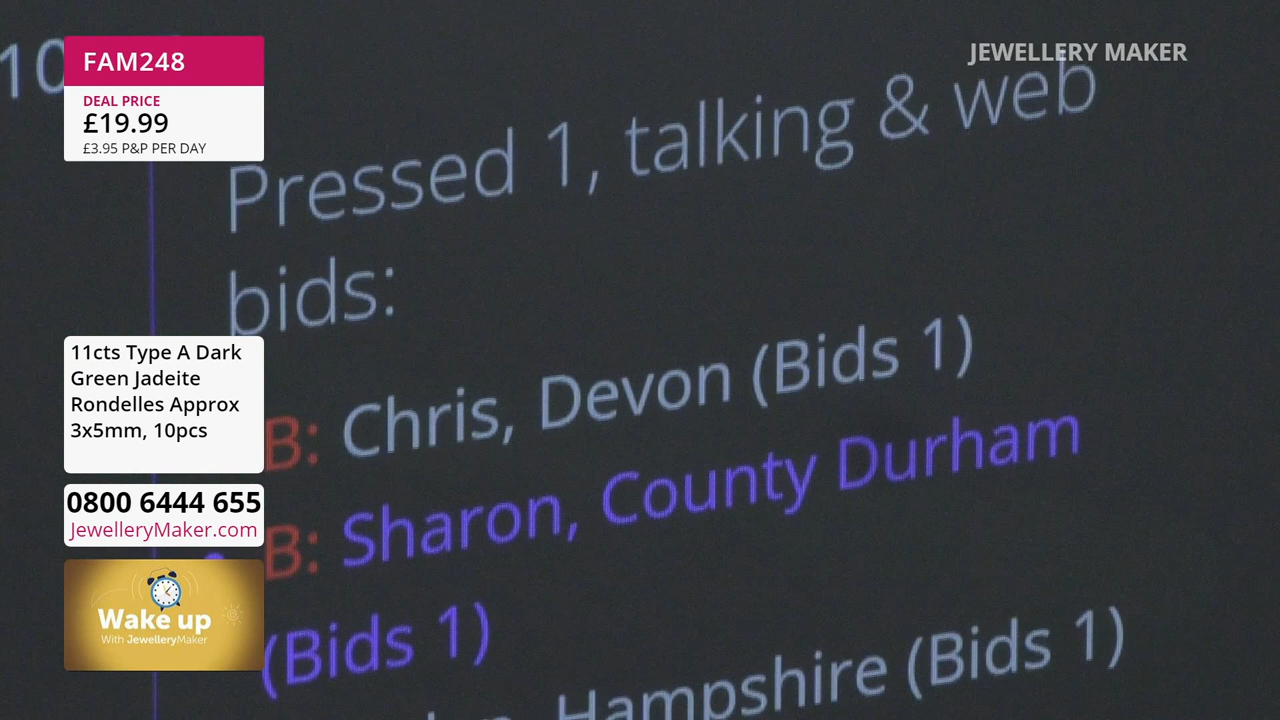 FAM248
DEAL PRICE
£19.99
£3.95 P&P PER DAY
JEWELLERY MAKER
10
Pressed 1, talking & web
bids:
B: Chris, Devon (Bids 1)
B: Sharon, County Durham
(Bids 1)
Hampshire (Bids 1)
11cts Type A Dark
Green Jadeite
Rondelles Approx
3x5mm, 10pcs
0800 6444 655
JewelleryMaker.com
Wake up
With JewelleryMaker